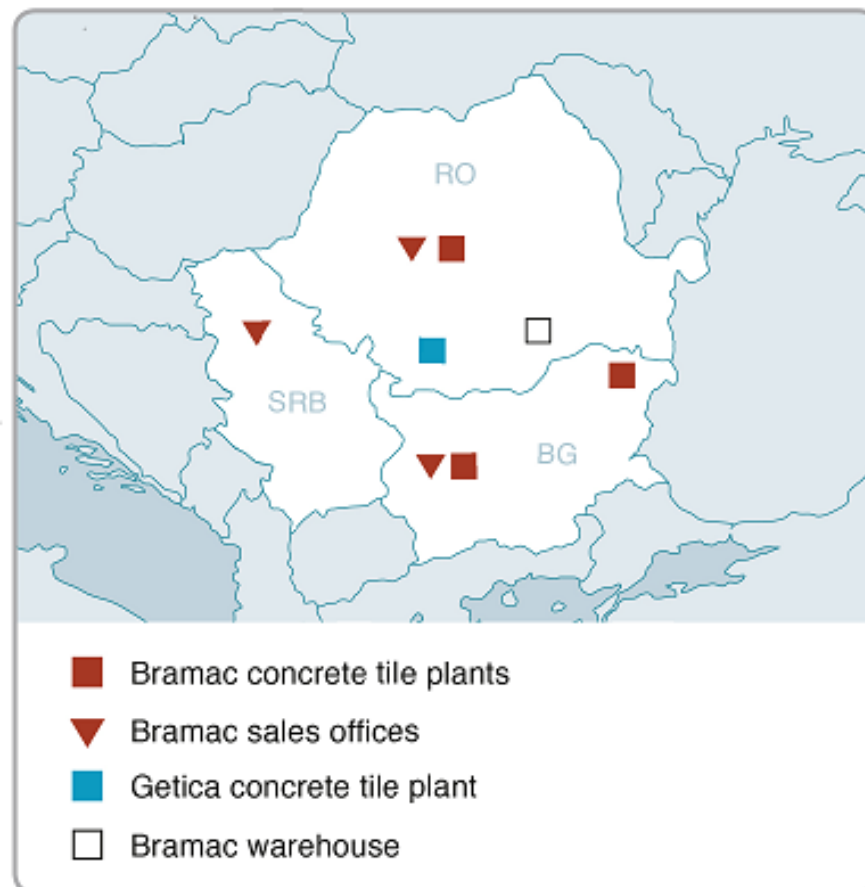 RO
SRB
BG
Bramac concrete tile plants
Bramac sales offices
Getica concrete tile plant
Bramac warehouse